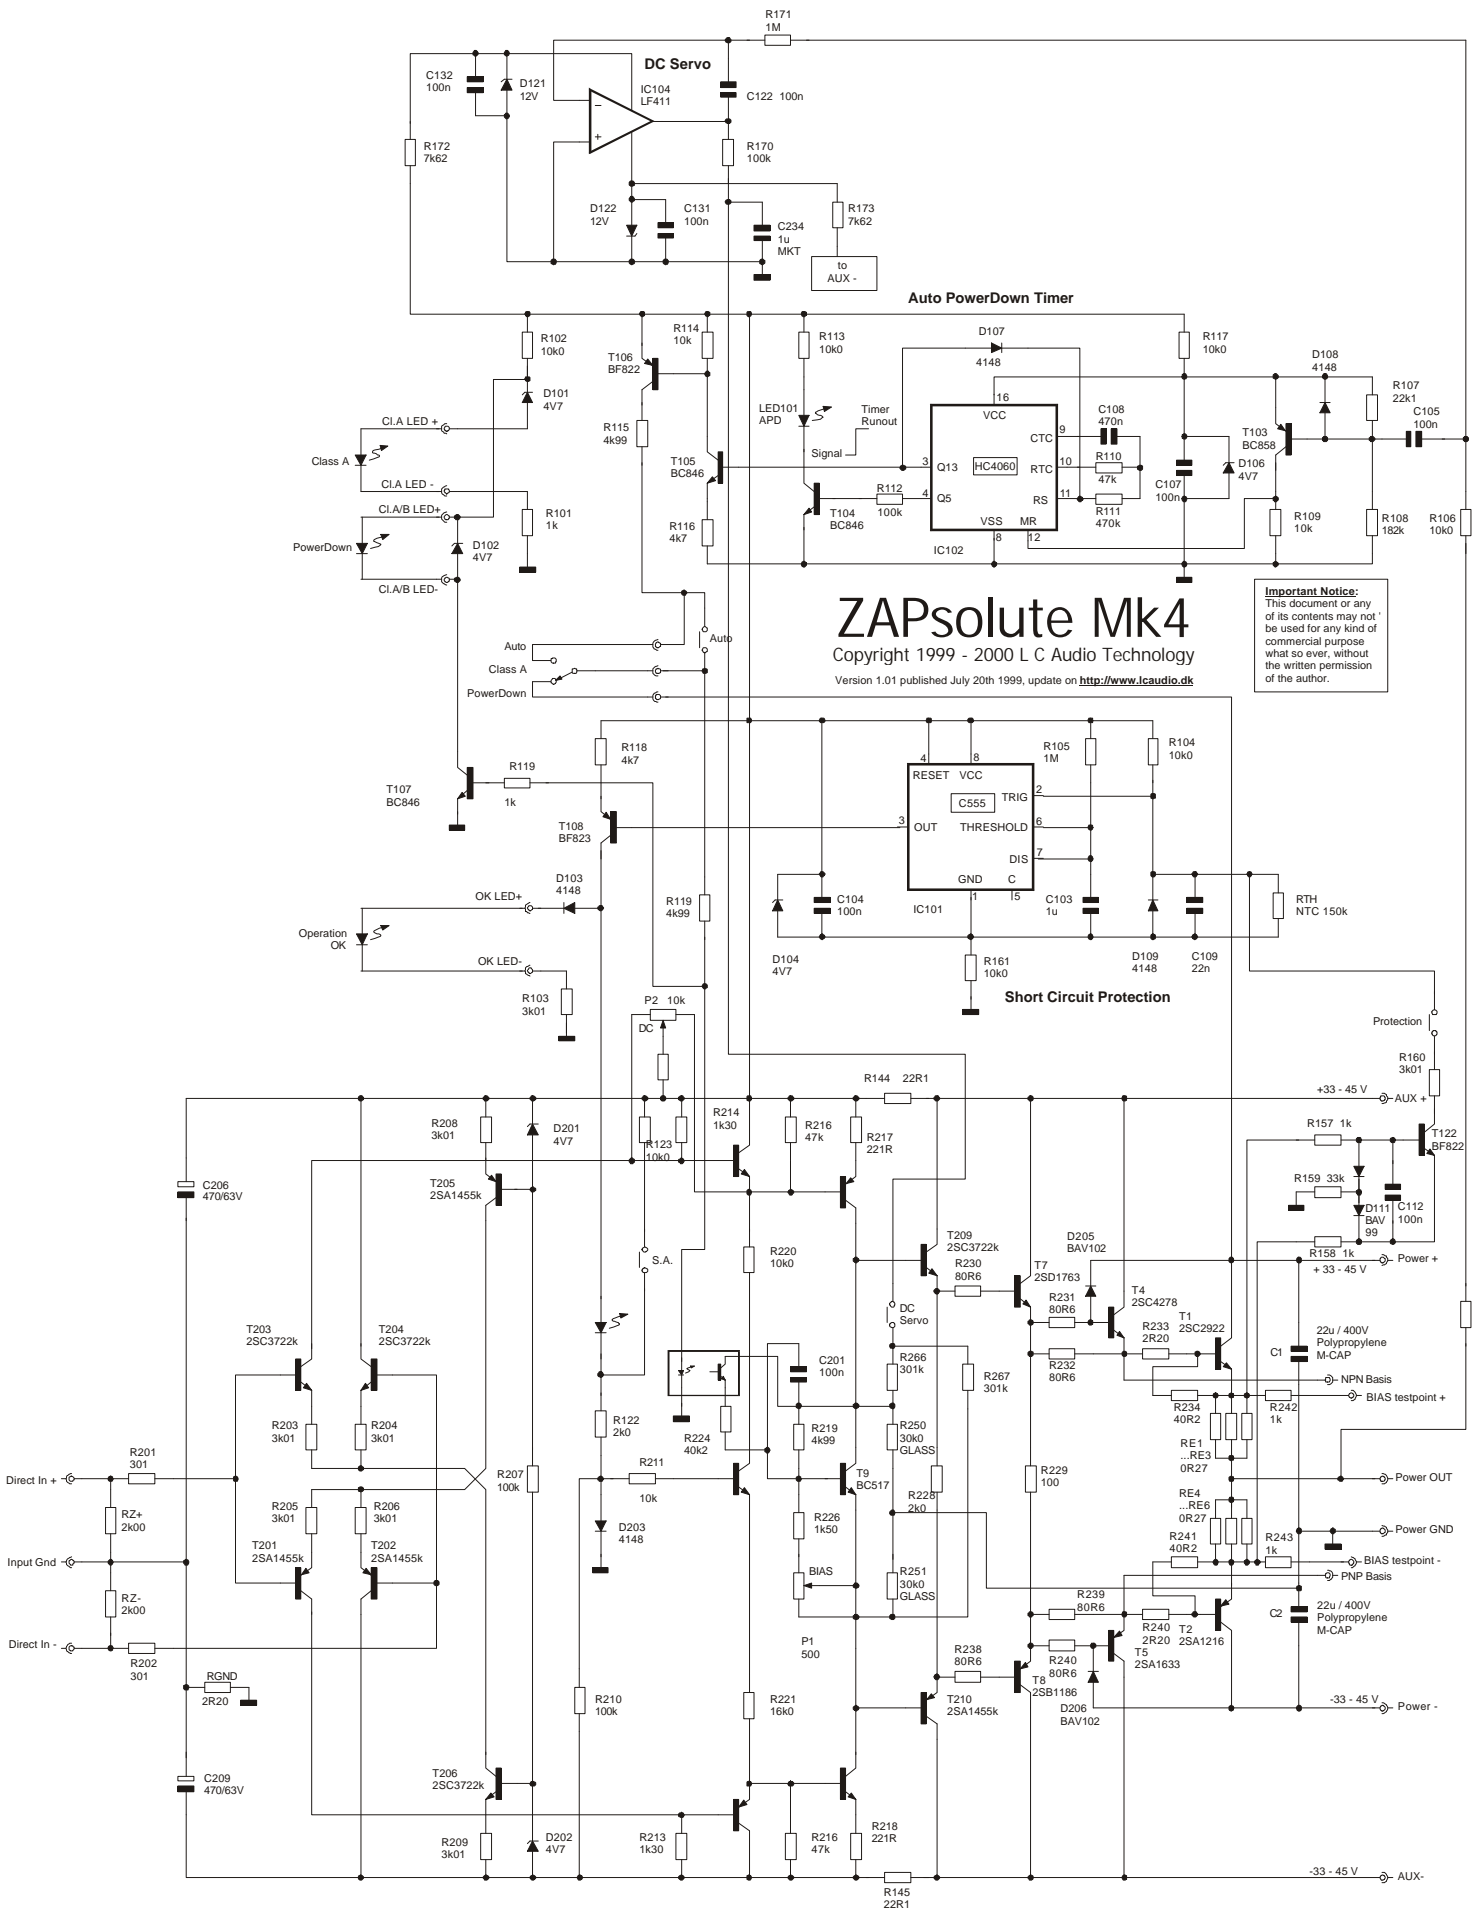 R171
1M
DC Servo
C132
100n
D121
12V
IC104
LF411
C122 100n
−
+
R172
7k62
R170
100k
D122
12V
C131
100n
C234
1u
MKT
R173
7k62
to
AUX -
Auto PowerDown Timer
R102
10k0
T106
BF822
R114
10k
R113
10k0
D107
4148
R117
10k0
D108
4148
R107
22k1
C105
100n
D101
4V7
Cl.A LED +
Class A
Cl.A LED -
R115
4k99
LED101
APD
Timer
Runout
Signal
16
VCC
CTC
9
C108
470n
T103
BC858
T105
BC846
3
Q13
HC4060
RTC
10
R110
47k
D106
4V7
C107
100n
4
Q5
RS
11
R111
470k
R112
100k
T104
BC846
VSS
MR
8
12
IC102
R109
10k
R108
182k
R106
10k0
Cl.A/B LED+
PowerDown
Cl.A/B LED-
D102
4V7
R101
1k
R116
4k7
ZAPsolute Mk4
Copyright 1999 - 2000 L C Audio Technology
Version 1.01 published July 20th 1999, update on http://www.lcaudio.dk
Important Notice:
This document or any
of its contents may not '
be used for any kind of
commercial purpose
what so ever, without
the written permission
of the author.
Auto
Class A
PowerDown
Auto
R118
4k7
R119
1k
T107
BC846
T108
BF823
4
8
RESET
VCC
C555
TRIG
2
3
OUT
THRESHOLD
6
DIS
7
GND
C
1
5
IC101
R105
1M
R104
10k0
D103
4148
OK LED+
Operation
OK
OK LED-
R119
4k99
C104
100n
D104
4V7
C103
1u
RTH
NTC 150k
D109
4148
C109
22n
R161
10k0
Short Circuit Protection
R103
3k01
P2 10k
DC
Protection
R160
3k01
R144 22R1
+33 - 45 V
AUX +
R208
3k01
D201
4V7
R123
10k0
R214
1k30
R216
47k
R217
221R
R157 1k
T122
BF822
C206
470/63V
T205
2SA1455k
R159 33k
D111
BAV
99
C112
100n
R158 1k
S.A.
R220
10k0
T209
2SC3722k
R230
80R6
D205
BAV102
Power +
+ 33 - 45 V
T7
2SD1763
T4
2SC4278
T1
2SC2922
R231
80R6
R233
2R20
DC
Servo
T203
2SC3722k
T204
2SC3722k
C201
100n
R266
301k
R267
301k
R232
80R6
C1
22u / 400V
Polypropylene
M-CAP
NPN Basis
BIAS testpoint +
R234
40R2
R242
1k
R203
3k01
R204
3k01
R122
2k0
R224
40k2
R219
4k99
R250
30k0
GLASS
RE1
...RE3
0R27
R201
301
Direct In +
R207
100k
R211
10k
T9
BC517
R228
2k0
R229
100
Power OUT
RZ+
2k00
R205
3k01
R206
3k01
D203
4148
R226
1k50
RE4
...RE6
0R27
Power GND
T201
2SA1455k
T202
2SA1455k
R241
40R2
R243
1k
Input Gnd
BIAS testpoint -
PNP Basis
RZ-
2k00
BIAS
R251
30k0
GLASS
R239
80R6
C2
22u / 400V
Polypropylene
M-CAP
Direct In -
R202
301
P1
500
R238
80R6
R240
2R20
T2
2SA1216
R240
80R6
T5
2SA1633
T8
2SB1186
D206
BAV102
RGND
2R20
R210
100k
R221
16k0
T210
2SA1455k
-33 - 45 V
Power -
C209
470/63V
T206
2SC3722k
R209
3k01
D202
4V7
R213
1k30
R216
47k
R218
221R
R145
22R1
-33 - 45 V
AUX-